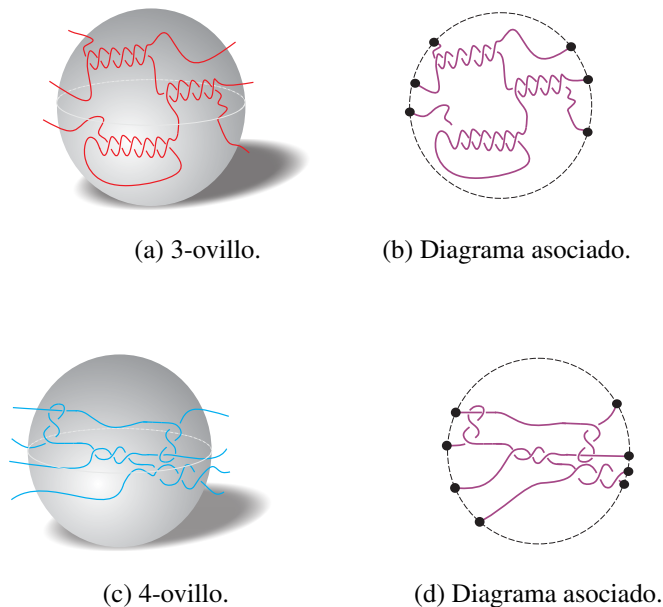 (a) 3-ovillo.
(b) Diagrama asociado.
(c) 4-ovillo.
(d) Diagrama asociado.